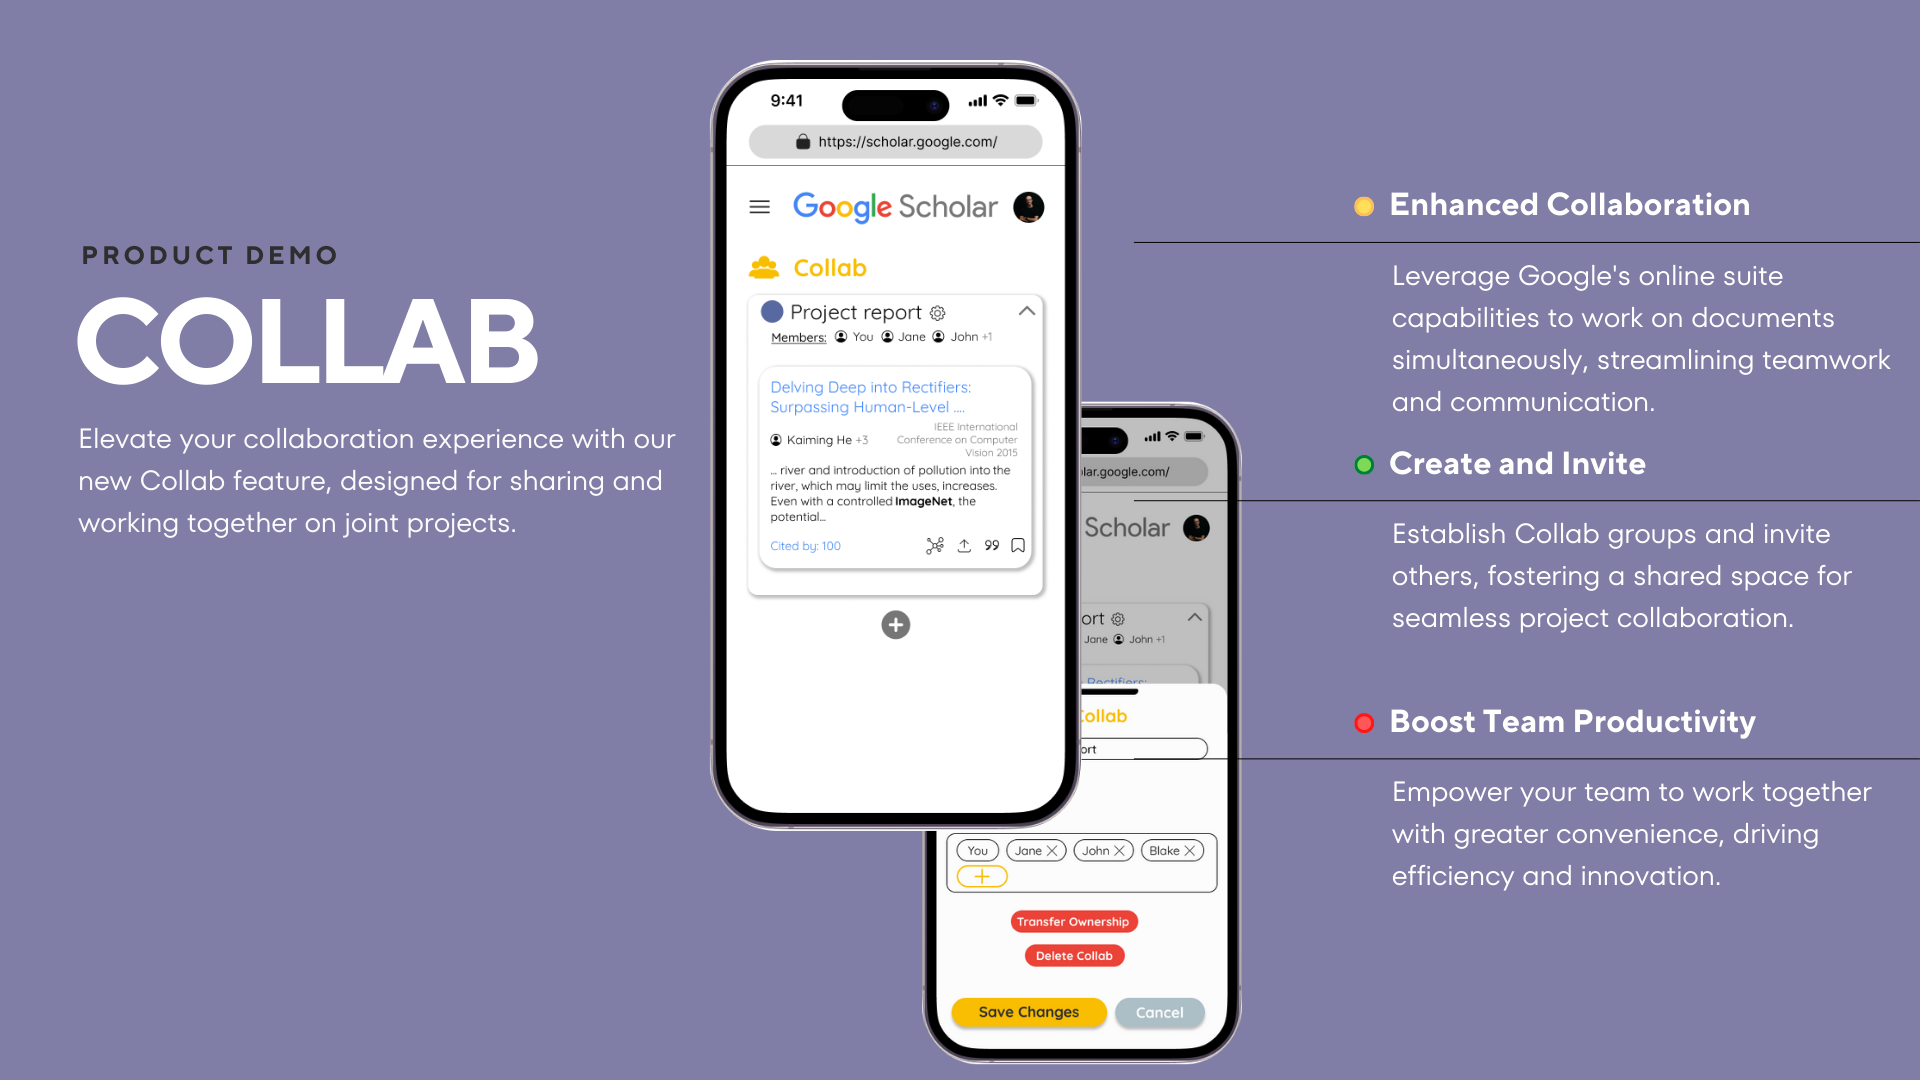 PRODUCT DEMO
COLLAB
Elevate your collaboration experience with our
new Collab feature, designed for sharing and
working together on joint projects.
9:41
https://scholar.google.com/
Google Scholar
Collab
Project report
Members: You Jane John +1
Delving Deep into Rectifiers:
Surpassing Human-Level ....
Kaiming He +3
IEEE International
Conference on Computer
Vision 2015
... river and introduction of pollution into the
river, which may limit the uses, increases.
Even with a controlled ImageNet, the
potential...
Cited by: 100
lar.google.com/
Scholar
ort
Jane John +1
Rectifiers:
Collab
ort
You Jane John Blake
Transfer Ownership
Delete Collab
Save Changes Cancel
Enhanced Collaboration
Leverage Google's online suite
capabilities to work on documents
simultaneously, streamlining teamwork
and communication.
Create and Invite
Establish Collab groups and invite
others, fostering a shared space for
seamless project collaboration.
Boost Team Productivity
Empower your team to work together
with greater convenience, driving
efficiency and innovation.